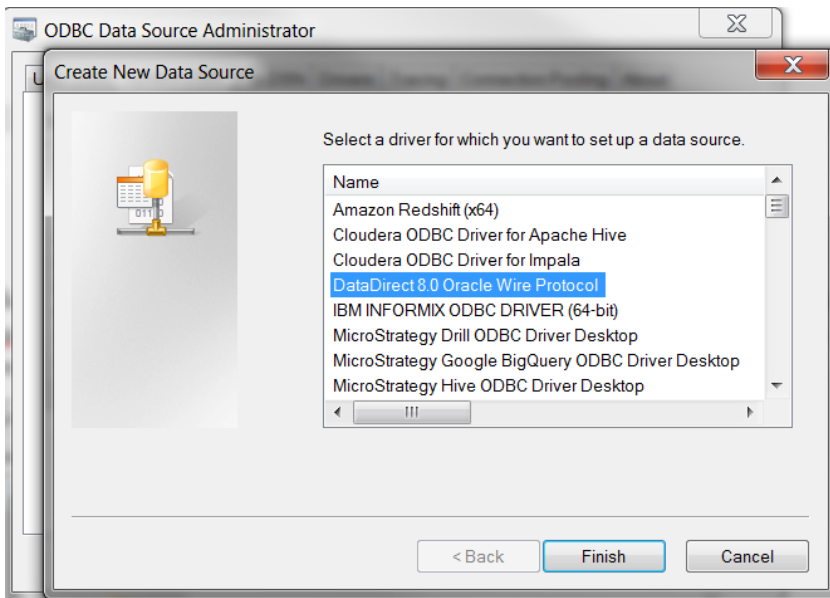 ODBC Data Source Administrator
Create New Data Source
Select a driver for which you want to set up a data source.
Name
Amazon Redshift (x64)
Cloudera ODBC Driver for Apache Hive
Cloudera ODBC Driver for Impala
DataDirect 8.0 Oracle Wire Protocol
IBM INFORMIX ODBC DRIVER (64-bit)
MicroStrategy Drill ODBC Driver Desktop
MicroStrategy Google BigQuery ODBC Driver Desktop
MicroStrategy Hive ODBC Driver Desktop
< Back Finish Cancel